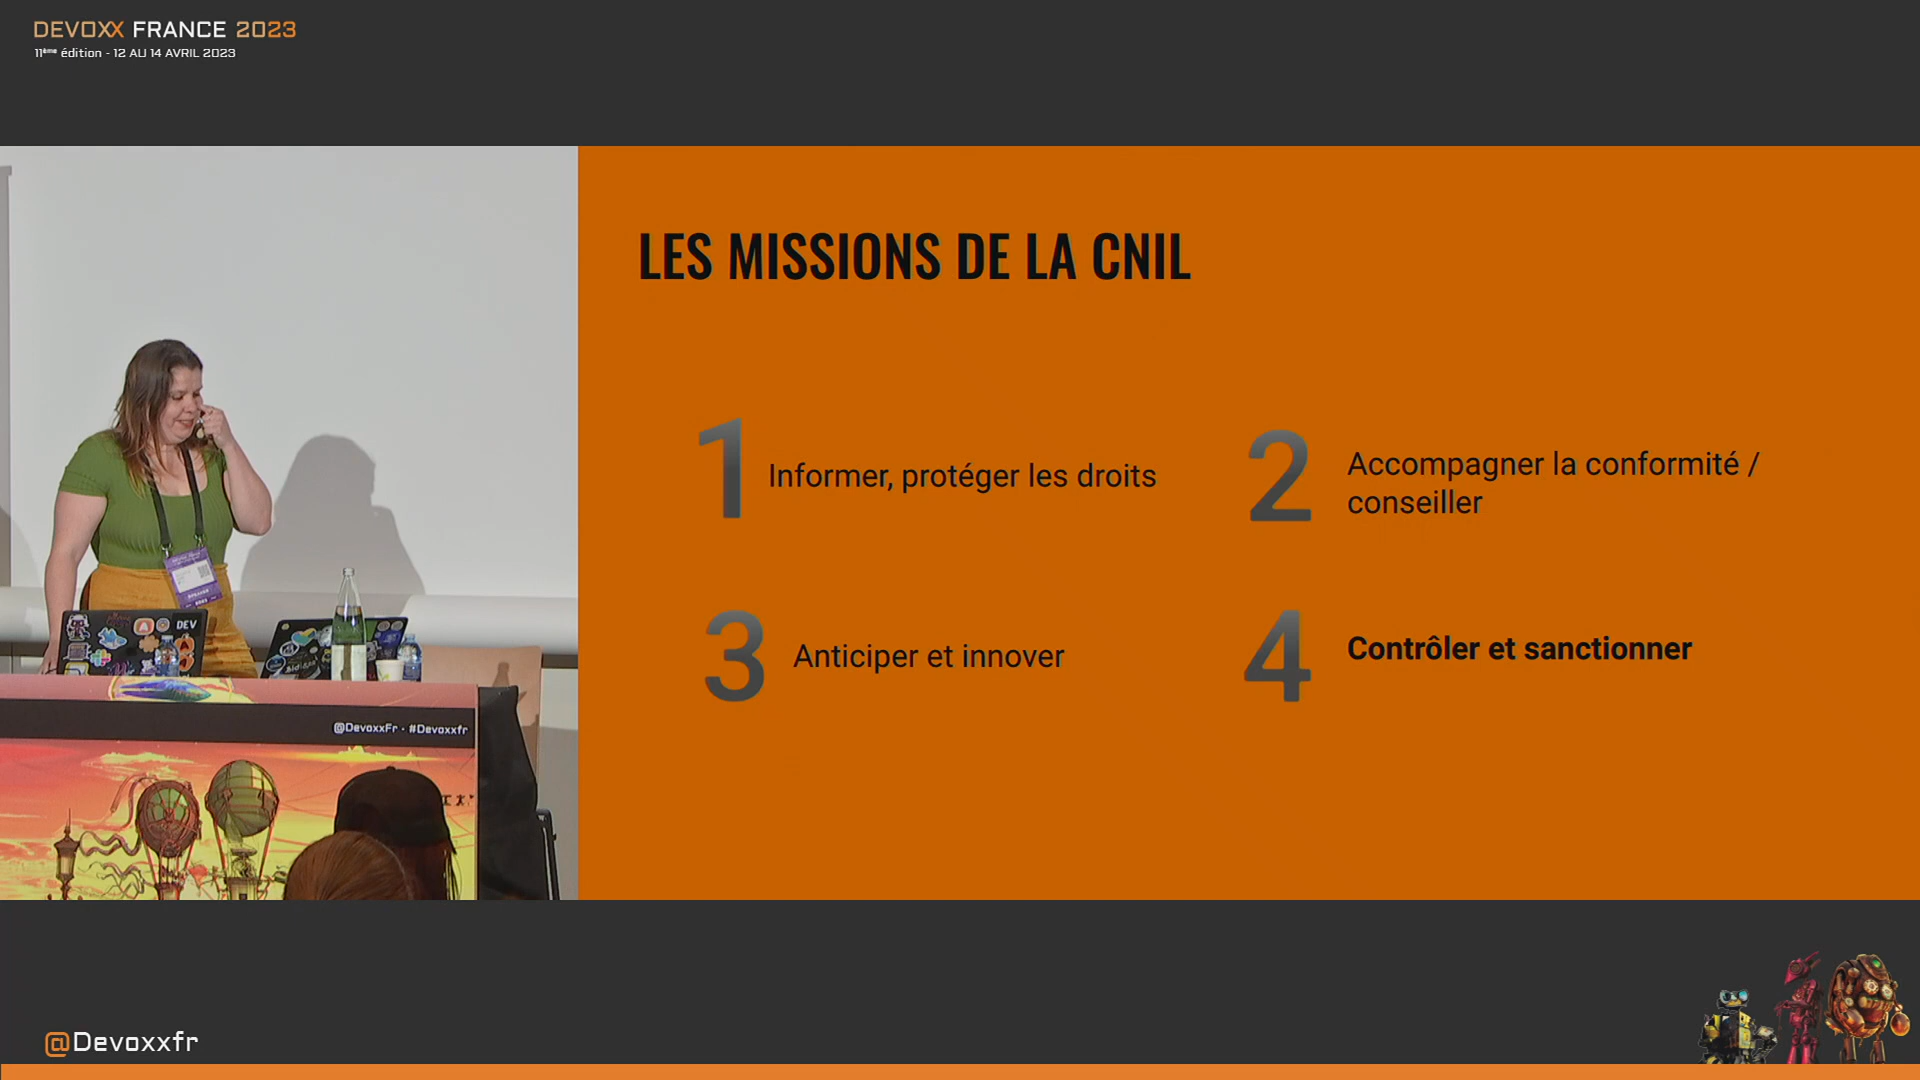 DEVOXX FRANCE 2023
11ème édition - 12 AU 14 AVRIL 2023
LES MISSIONS DE LA CNIL
1 Informer, protéger les droits
2 Accompagner la conformité /
conseiller
3 Anticiper et innover
4 Contrôler et sanctionner
DEV
@DevoxxFr - #Devoxxfr
@Devoxxfr